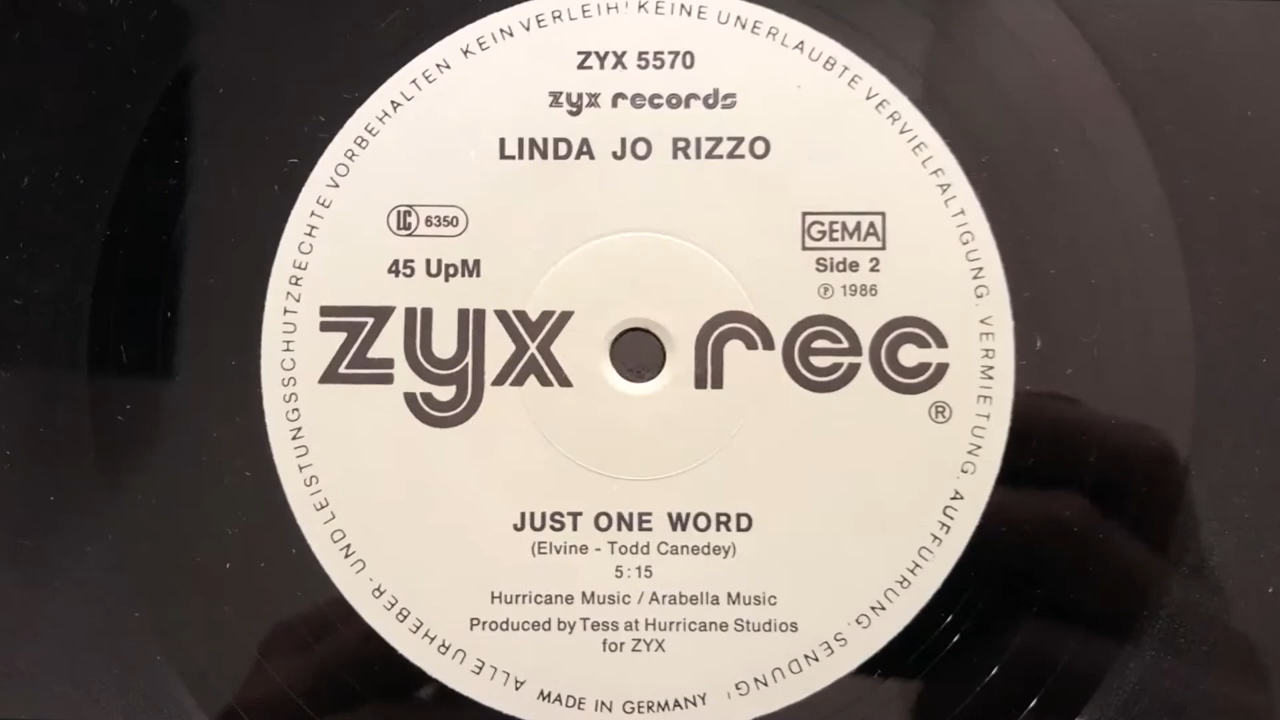 ALLE URHEBER- UND LEISTUNGSSCHUTZRECHTE VORBEHALTEN KEIN VERLEIH! KEINE UNERLAUBTE VERVIELFÄLTIGUNG, VERMIETUNG, AUFFÜHRUNG, SENDUNG!
ZYX 5570
zyx records
LINDA JO RIZZO
LC 6350
GEMA
45 UpM
Side 2
℗ 1986
zyx rec
®
JUST ONE WORD
(Elvine - Todd Canedey)
5:15
Hurricane Music / Arabella Music
Produced by Tess at Hurricane Studios
for ZYX
MADE IN GERMANY